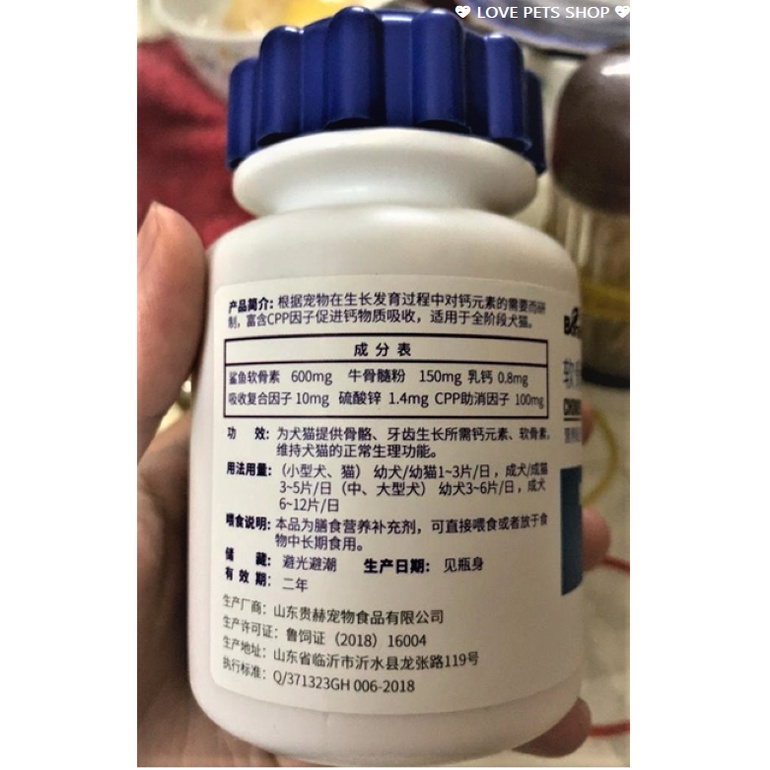 LOVE PETS SHOP
产品简介: 根据宠物在生长发育过程中对钙元素的需要而研
制，富含CPP因子促进钙物质吸收，适用于全阶段犬猫。
成分表
鲨鱼软骨素 600mg 牛骨髓粉 150mg 乳钙 0.8mg
吸收复合因子 10mg 硫酸锌 1.4mg CPP助消因子 100mg
功 效: 为犬猫提供骨骼、牙齿生长所需钙元素、软骨素，
维持犬猫的正常生理功能。
用法用量: （小型犬、猫） 幼犬/幼猫1~3片/日，成犬/成猫
3~5片/日（中、大型犬） 幼犬3~6片/日，成犬
6~12片/日
喂食说明: 本品为膳食营养补充剂，可直接喂食或者放于食
物中长期食用。
储 藏: 避光避潮 生产日期: 见瓶身
有 效 期: 二年
生产厂商: 山东贵赫宠物食品有限公司
生产许可证: 鲁饲证（2018）16004
生产地址: 山东省临沂市沂水县龙张路119号
执行标准: Q/371323GH 006-2018
软